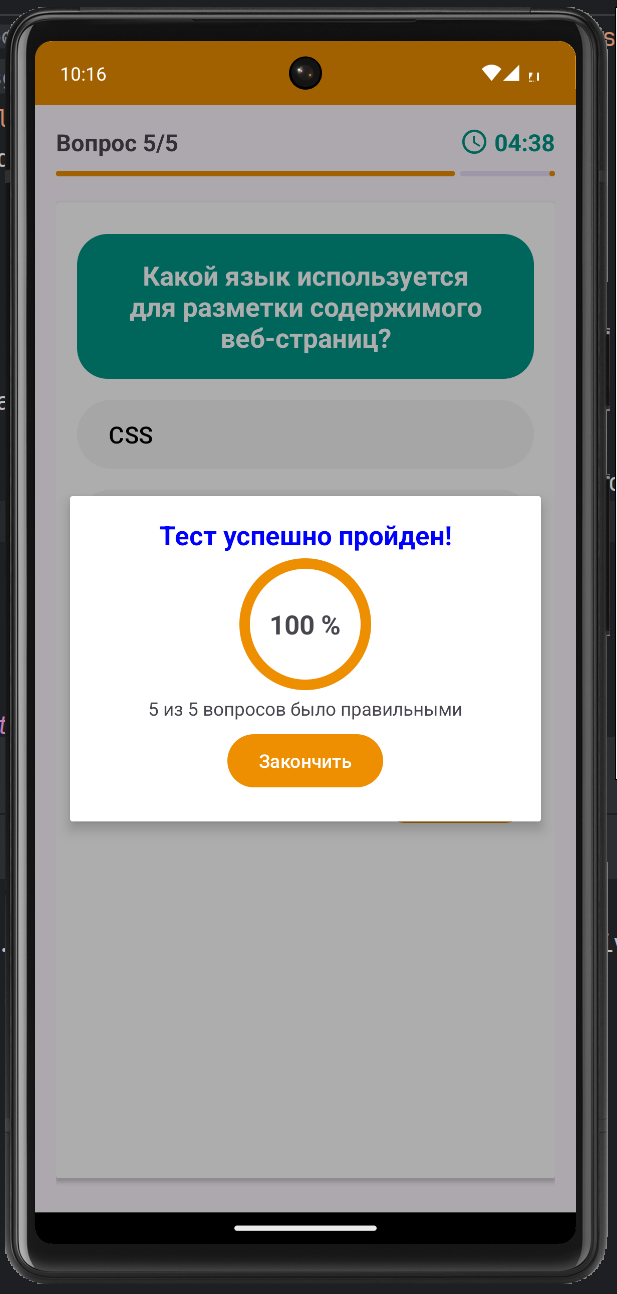 10:16
Вопрос 5/5
04:38
Какой язык используется
для разметки содержимого
веб-страниц?
CSS
Тест успешно пройден!
100 %
5 из 5 вопросов было правильными
Закончить